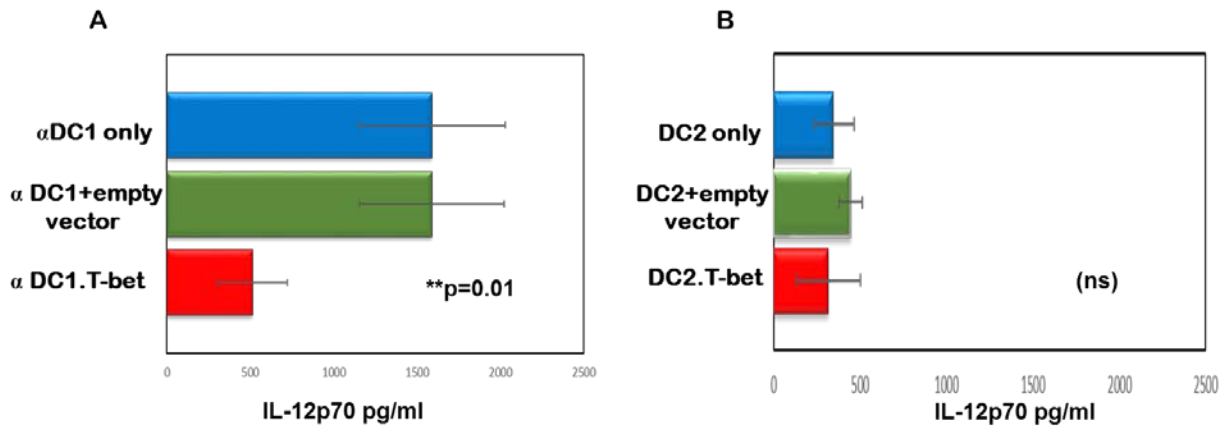 A
αDC1 only
α DC1+empty
vector
α DC1.T-bet
**p=0.01
0 500 1000 1500 2000 2500
IL-12p70 pg/ml
B
DC2 only
DC2+empty
vector
DC2.T-bet
(ns)
0 500 1000 1500 2000 2500
IL-12p70 pg/ml